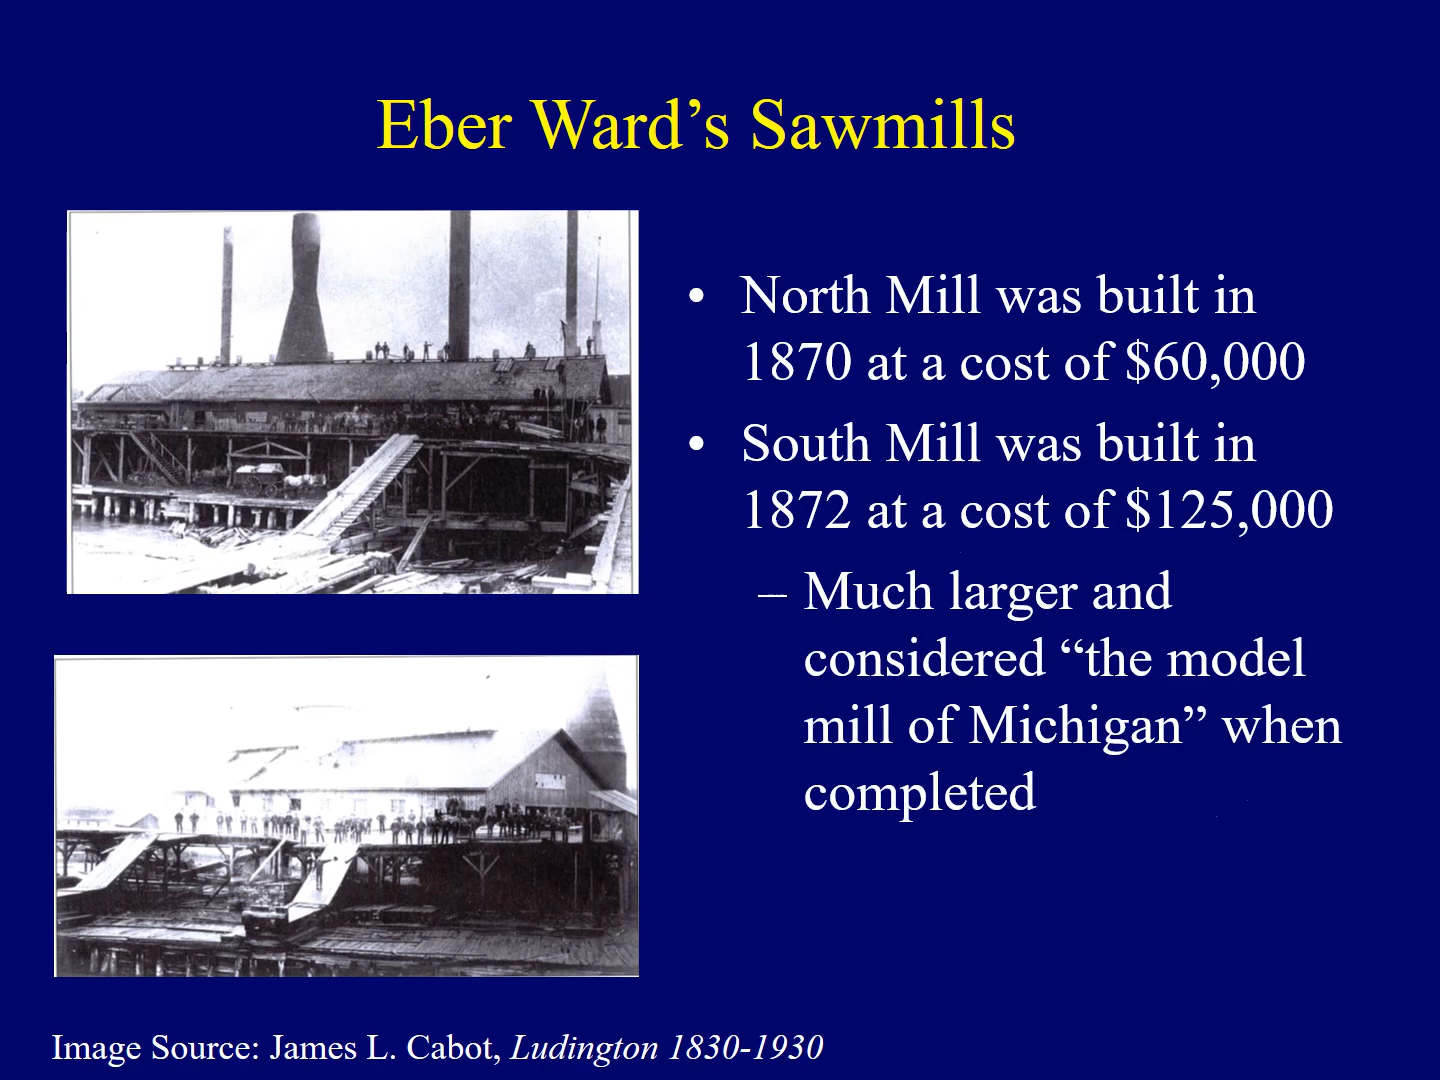 Eber Ward’s Sawmills
• North Mill was built in
1870 at a cost of $60,000
• South Mill was built in
1872 at a cost of $125,000
– Much larger and
considered “the model
mill of Michigan” when
completed
Image Source: James L. Cabot, Ludington 1830-1930